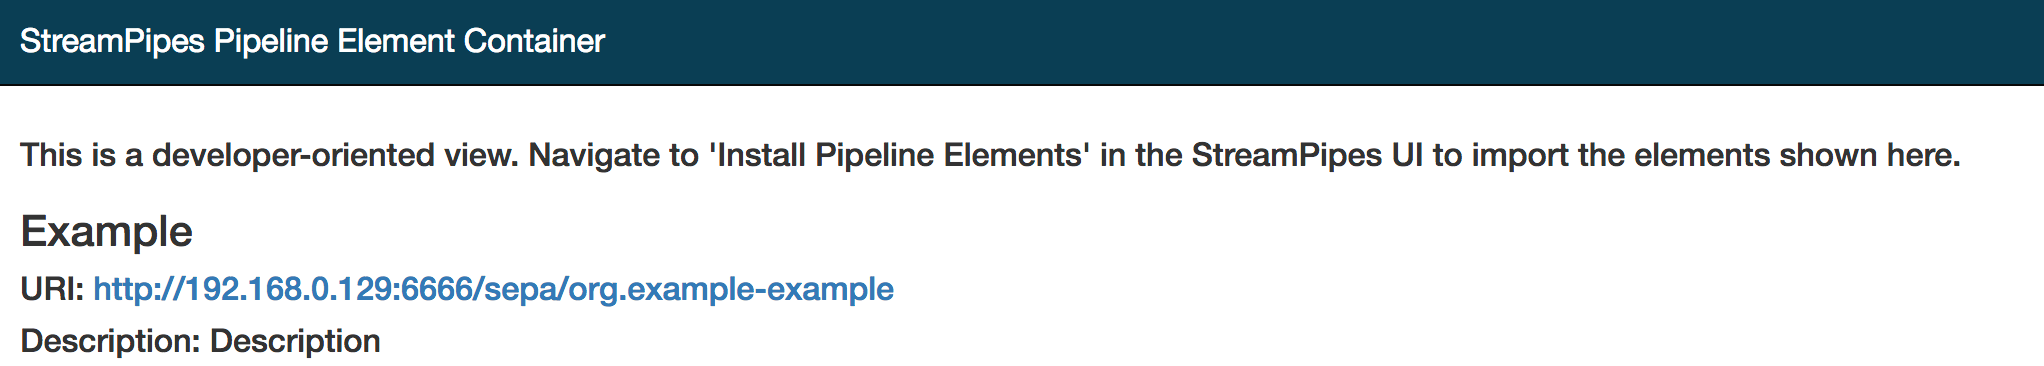 StreamPipes Pipeline Element Container
This is a developer-oriented view. Navigate to 'Install Pipeline Elements' in the StreamPipes UI to import the elements shown here.
Example
URI: http://192.168.0.129:6666/sepa/org.example-example
Description: Description